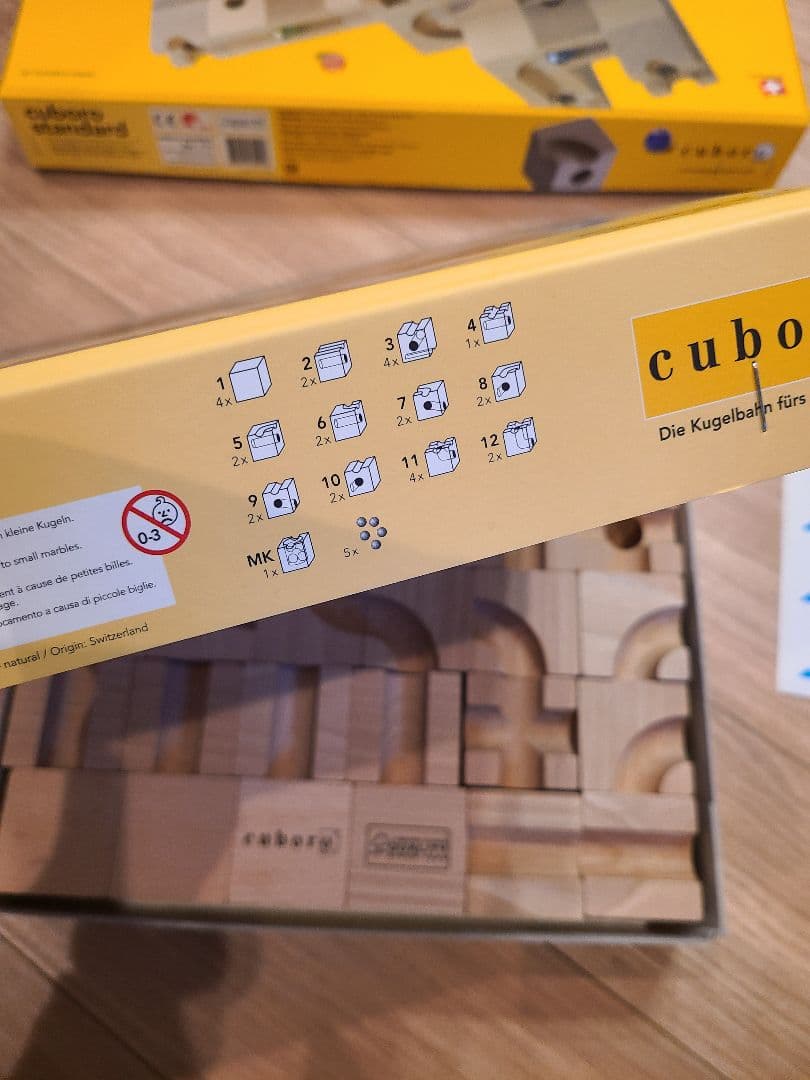 cuboro
standard
CE
cuboro
cubo
Die Kugelbahn fürs
1
4x
2
2x
3
4x
4
1x
5
2x
6
2x
7
2x
8
2x
9
2x
10
2x
11
4x
12
2x
MK
1x
5x
0-3
kleine Kugeln.
to small marbles.
à cause de petites billes.
a causa di piccole biglie.
natural / Origin: Switzerland
cuboro